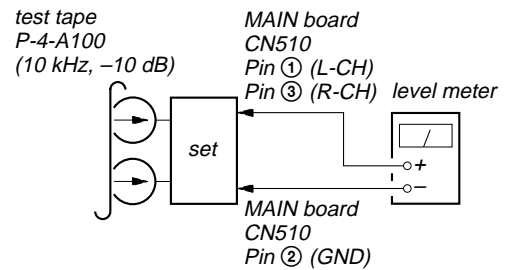 test tape
P-4-A100
(10 kHz, –10 dB)
MAIN board
CN510
Pin ① (L-CH)
Pin ③ (R-CH)
level meter
set
+
–
MAIN board
CN510
Pin ② (GND)